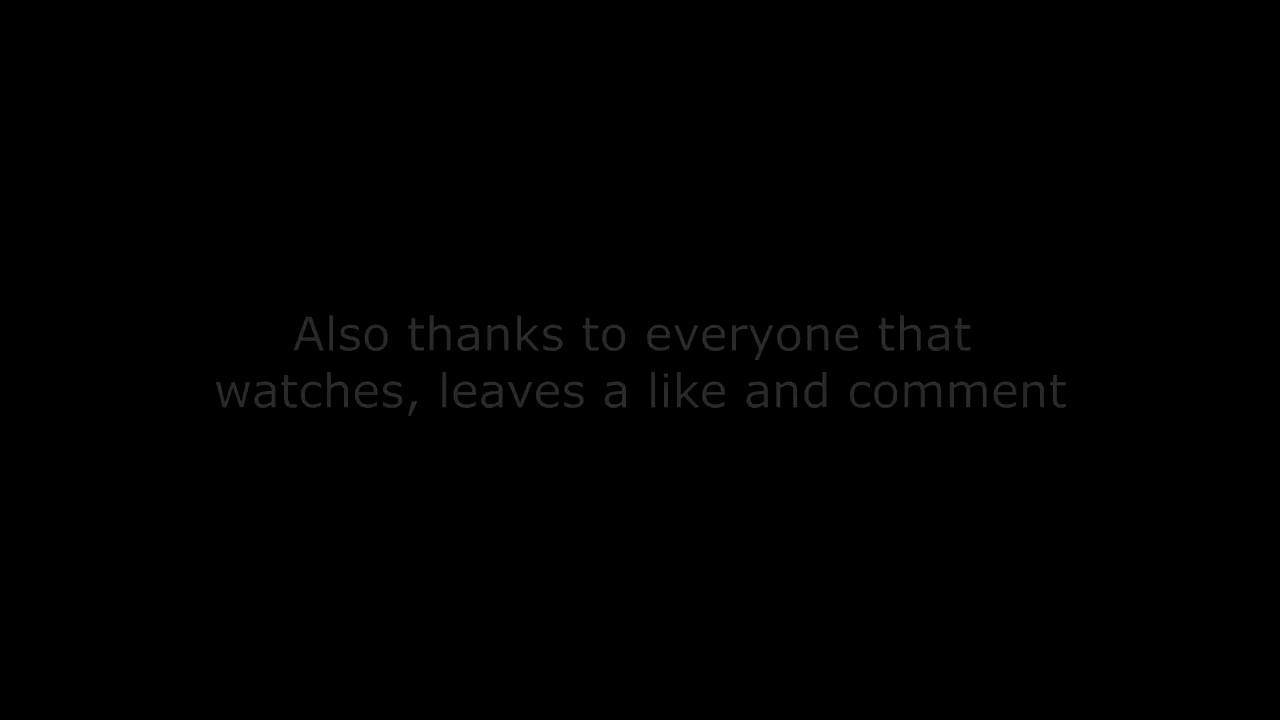 Also thanks to everyone that
watches, leaves a like and comment